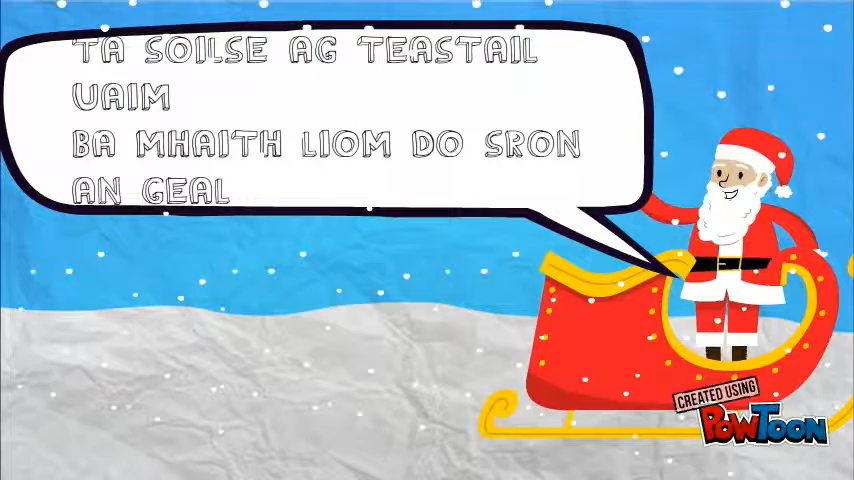 TA SOILSE AG TEASTAIL
UAIM
BA MHAITH LIOM DO SRON
AN GEAL
CREATED USING
POWTOON